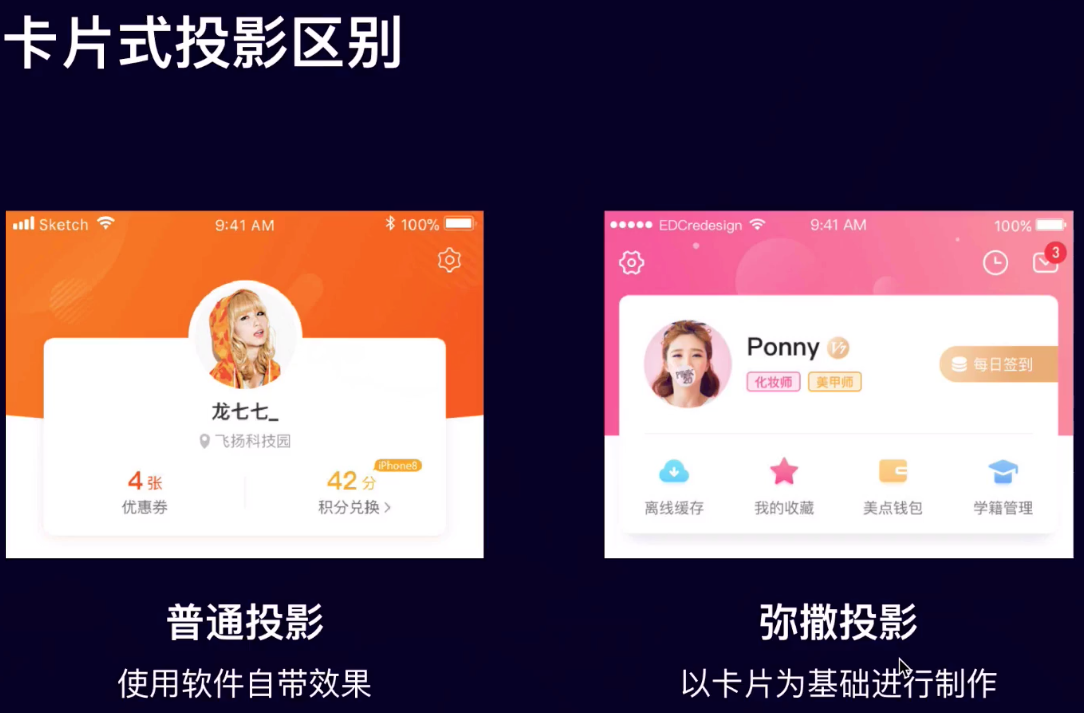 卡片式投影区别
Sketch 9:41 AM 100%
龙七七_
飞扬科技园
4张 42分 iPhone8
优惠券 积分兑换
EDCredesign 9:41 AM 100%
3
Ponny
每日签到
化妆师 美甲师
离线缓存 我的收藏 美点钱包 学籍管理
普通投影 弥撒投影
使用软件自带效果 以卡片为基础进行制作